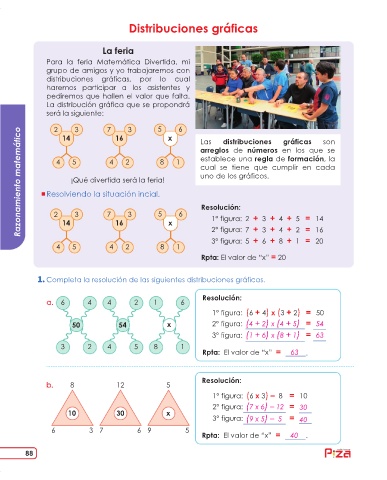 Distribuciones gráficas
La feria
Para la feria Matemática Divertida, mi
grupo de amigos y yo trabajaremos con
distribuciones gráficas, por lo cual
haremos participar a los asistentes y
pediremos que hallen el valor que falta.
La distribución gráfica que se propondrá
será la siguiente:
2 3 7 3 5 6
14 16 x
4 5 4 2 8 1
¡Qué divertida será la feria!
Las distribuciones gráficas son
arreglos de números en los que se
establece una regla de formación, la
cual se tiene que cumplir en cada
uno de los gráficos.
Razonamiento matemático
Resolviendo la situación incial.
2 3 7 3 5 6
14 16 x
4 5 4 2 8 1
Resolución:
1º figura: 2 + 3 + 4 + 5 = 14
2º figura: 7 + 3 + 4 + 2 = 16
3º figura: 5 + 6 + 8 + 1 = 20
Rpta: El valor de "x" = 20
1. Completa la resolución de las siguientes distribuciones gráficas.
a. 6 4 4 2 1 6
50 54 x
3 2 4 5 8 1
Resolución:
1º figura: (6 + 4) x (3 + 2) = 50
2º figura: (4 + 2) x (4 + 5) = 54
3º figura: (1 + 6) x (8 + 1) = 63
Rpta: El valor de "x" = 63.
b. 8 12 5
10 30 x
6 3 7 6 9 5
Resolución:
1º figura: (6 x 3) – 8 = 10
2º figura: (7 x 6) – 12 = 30
3º figura: (9 x 5) – 5 = 40
Rpta: El valor de "x" = 40.
88
Piza